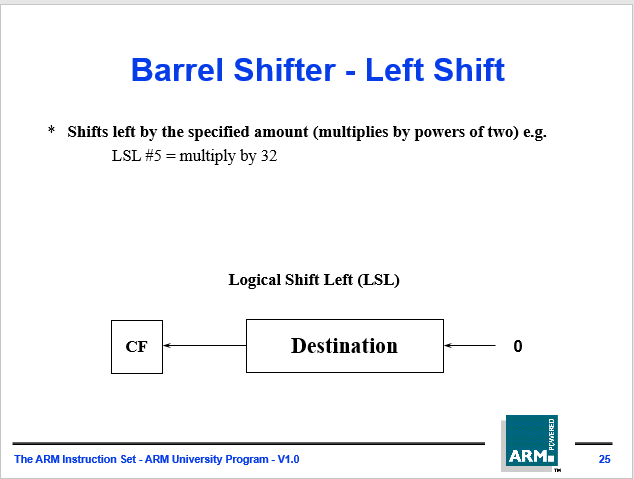 Barrel Shifter - Left Shift
* Shifts left by the specified amount (multiplies by powers of two) e.g.
LSL #5 = multiply by 32
Logical Shift Left (LSL)
CF Destination 0
ARM POWERED
TM
The ARM Instruction Set - ARM University Program - V1.0 25